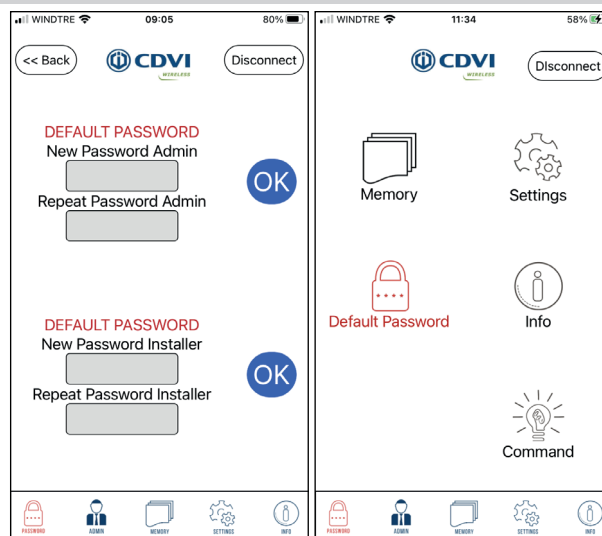 WINDTRE 09:05 80%
<< Back CDVI WIRELESS Disconnect
DEFAULT PASSWORD
New Password Admin
OK
Repeat Password Admin
DEFAULT PASSWORD
New Password Installer
OK
Repeat Password Installer
PASSWORD ADMIN MEMORY SETTINGS INFO
WINDTRE 11:34 58%
CDVI WIRELESS DIsconnect
Memory Settings
****
Default Password Info
Command
PASSWORD ADMIN MEMORY SETTINGS INFO